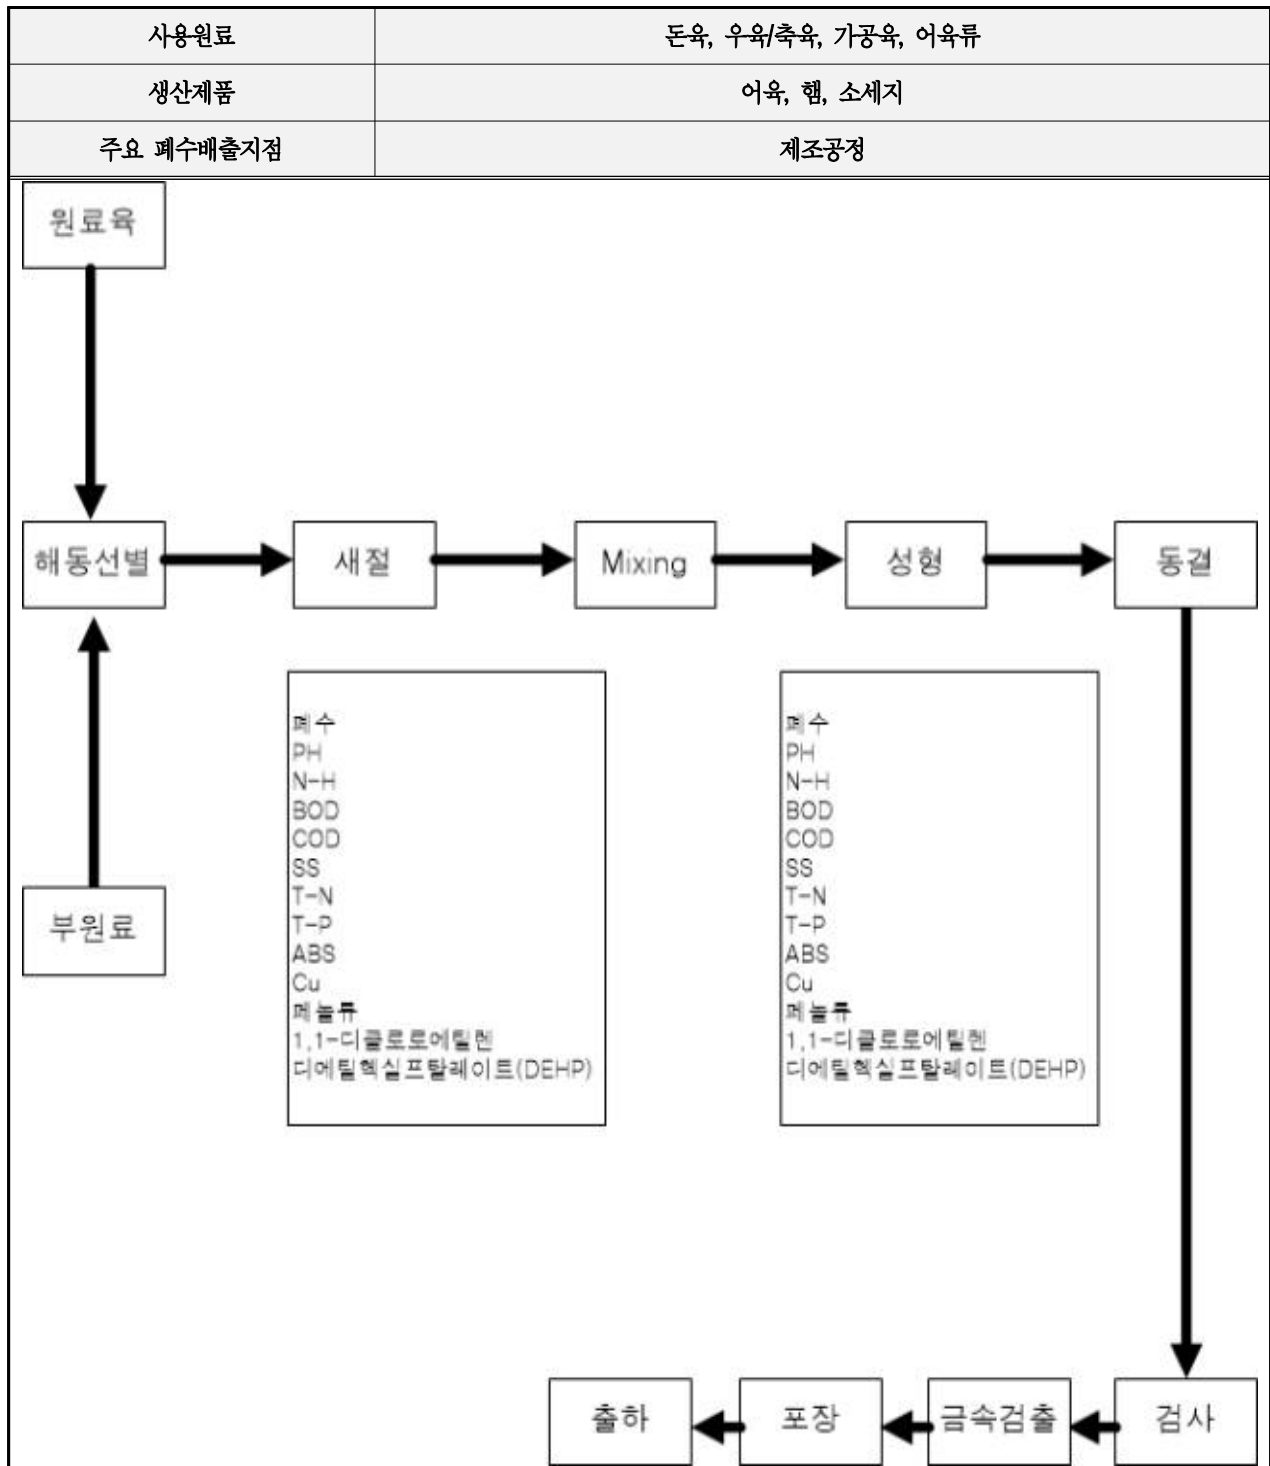 사용원료 돈육, 우육/축육, 가공육, 어육류
생산제품 어육, 햄, 소세지
주요 폐수배출지점 제조공정
원료육
해동선별 새절 Mixing 성형 동결
부원료
폐수
PH
N-H
BOD
COD
SS
T-N
T-P
ABS
Cu
페놀류
1,1-디클로로에틸렌
디에틸헥실프탈레이트(DEHP)
폐수
PH
N-H
BOD
COD
SS
T-N
T-P
ABS
Cu
페놀류
1,1-디클로로에틸렌
디에틸헥실프탈레이트(DEHP)
출하 포장 금속검출 검사